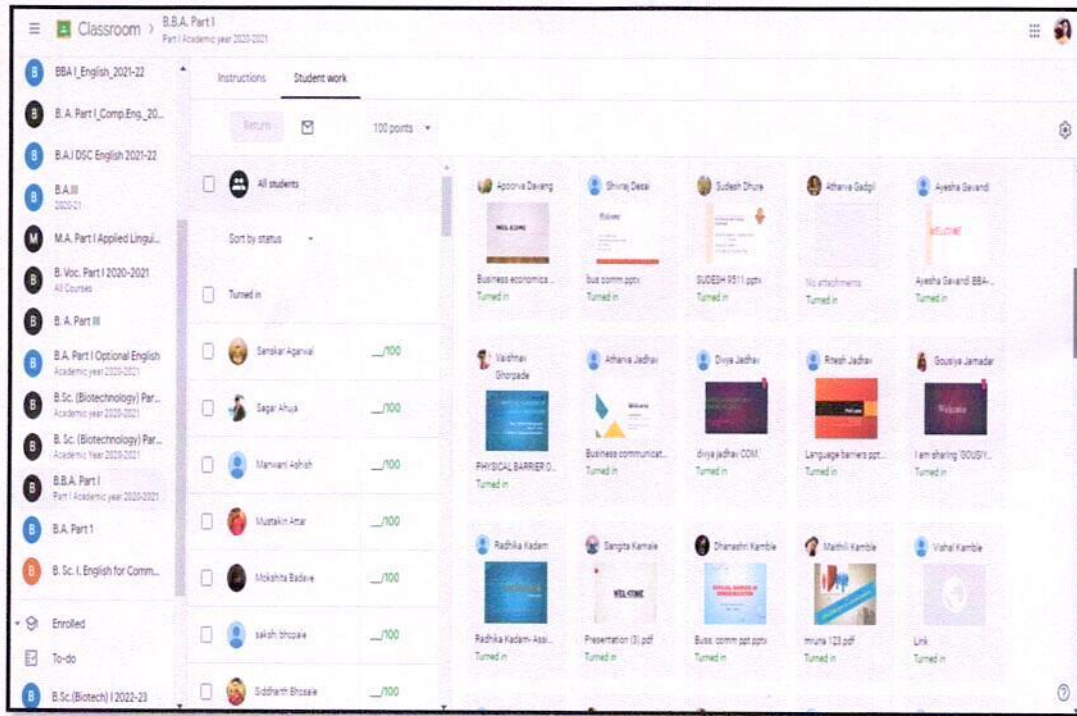 Classroom > B.B.A. Part I
Part I Academic year 2020-2021
BBA I_English_2021-22
B. A. Part I_Comp.Eng._20...
B.A.I DSC English 2021-22
B.A.III
2020-21
M.A. Part I Applied Lingui...
B. Voc. Part I 2020-2021
All Courses
B. A. Part III
B.A. Part I Optional English
Academic year 2020-2021
B.Sc. (Biotechnology) Par...
Academic year 2020-2021
B. Sc. (Biotechnology) Par...
Academic Year 2020-2021
B.B.A. Part I
Part I Academic year 2020-2021
B.A. Part 1
B. Sc. I, English for Comm...
Enrolled
To-do
B.Sc.(Biotech) I 2022-23
Instructions Student work
Return 100 points
All students
Sort by status
Turned in
Sanskar Agarwal __/100
Sagar Ahuja __/100
Manwani Ashish __/100
Mustakin Attar __/100
Mokshita Badave __/100
sakshi bhopale __/100
Siddharth Bhosale __/100
Apoorva Davang Shivraj Desai Sudesh Dhure Atharva Gadgil Ayesha Gavandi
WEL-COME Welcome WELCOME
Business economics ... bus comm.pptx SUDESH 9511.pptx No attachments Ayesha Gavandi BBA-...
Turned in Turned in Turned in Turned in Turned in
Vaishnav Ghorpade Atharva Jadhav Divya Jadhav Ritesh Jadhav Gousiya Jamadar
Welcome Welcome
PHYSICAL BARRIER O... Business communicat... divya jadhav COM. Language barriers ppt... I am sharing 'GOUSIY...
Turned in Turned in Turned in Turned in Turned in
Radhika Kadam Sangita Kamale Dhanashri Kamble Maithili Kamble Vishal Kamble
WEL-COME
Radhika Kadam- Assi... Presentation (3).pdf Buss. comm ppt.pptx mruna 123.pdf Link
Turned in Turned in Turned in Turned in Turned in